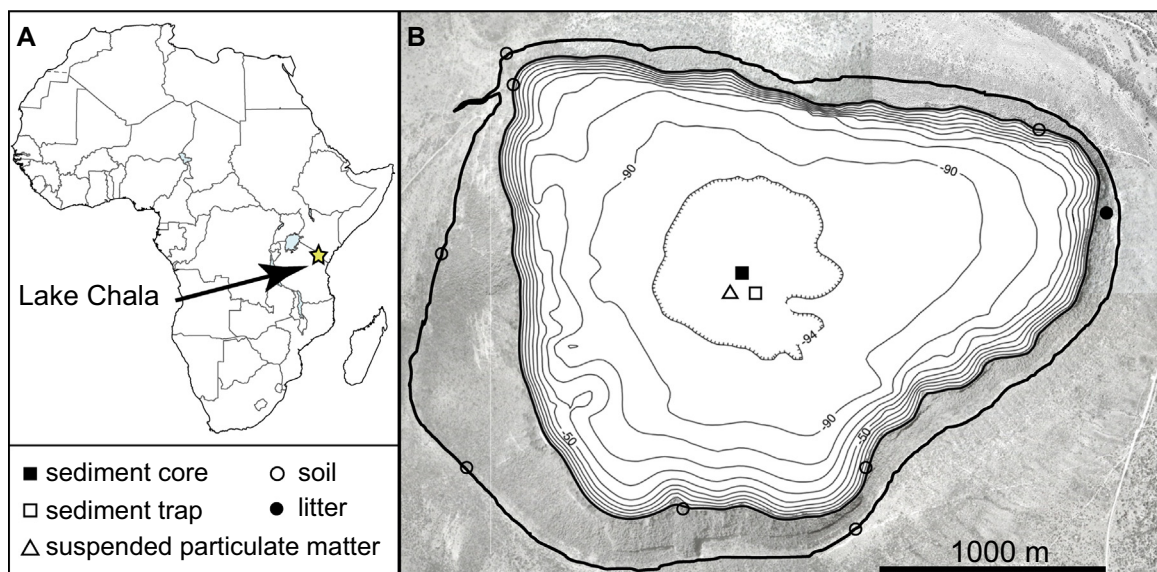 A
Lake Chala
sediment core
soil
sediment trap
litter
suspended particulate matter
B
-90
-90
-94
-90
-50
-50
1000 m